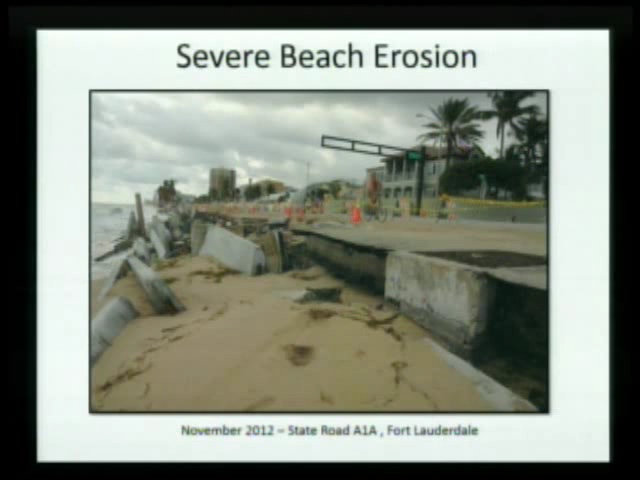 Severe Beach Erosion
November 2012 – State Road A1A , Fort Lauderdale